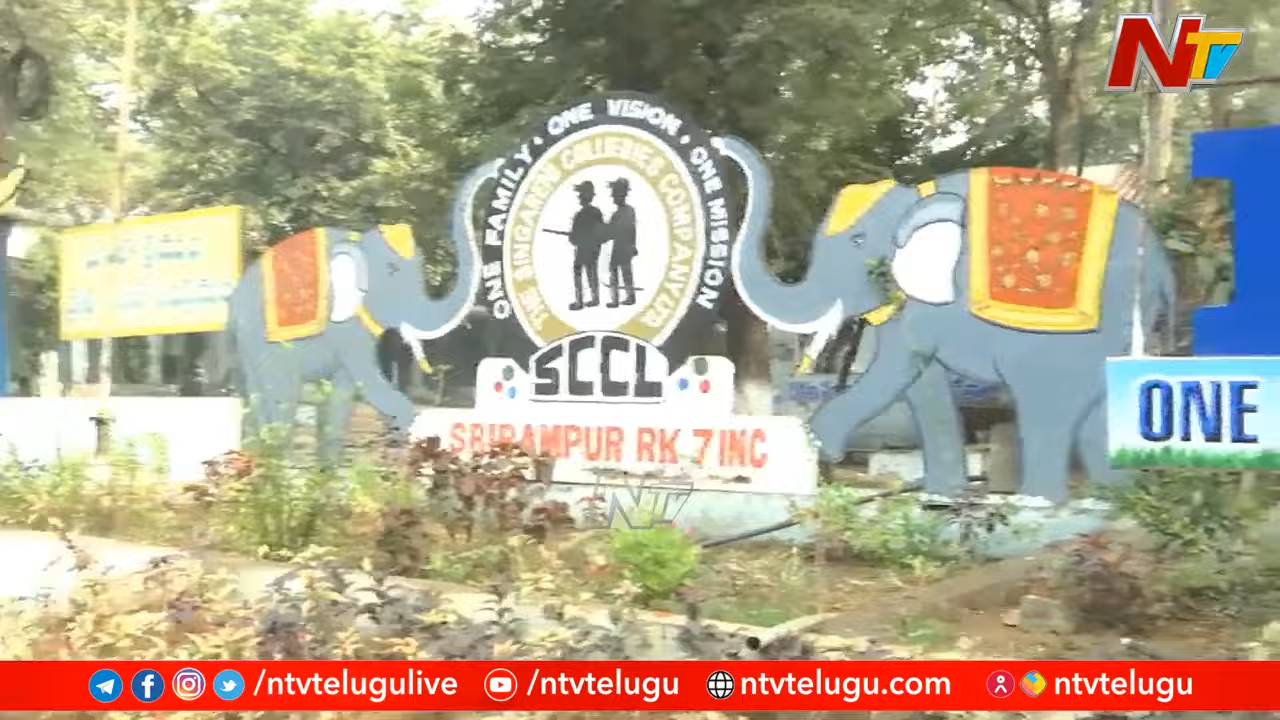 NTV
ONE FAMILY · ONE VISION · ONE MISSION
THE SINGARENI COLLIERIES COMPANY LTD
SCCL
SRIRAMPUR RK 7 INC
ONE
NTV
/ntvtelugulive
/ntvtelugu
ntvtelugu.com
ntvtelugu